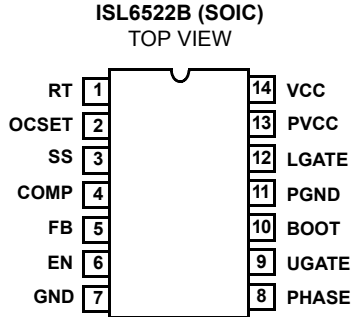 ISL6522B (SOIC)
TOP VIEW
RT 1 14 VCC
OCSET 2 13 PVCC
SS 3 12 LGATE
COMP 4 11 PGND
FB 5 10 BOOT
EN 6 9 UGATE
GND 7 8 PHASE